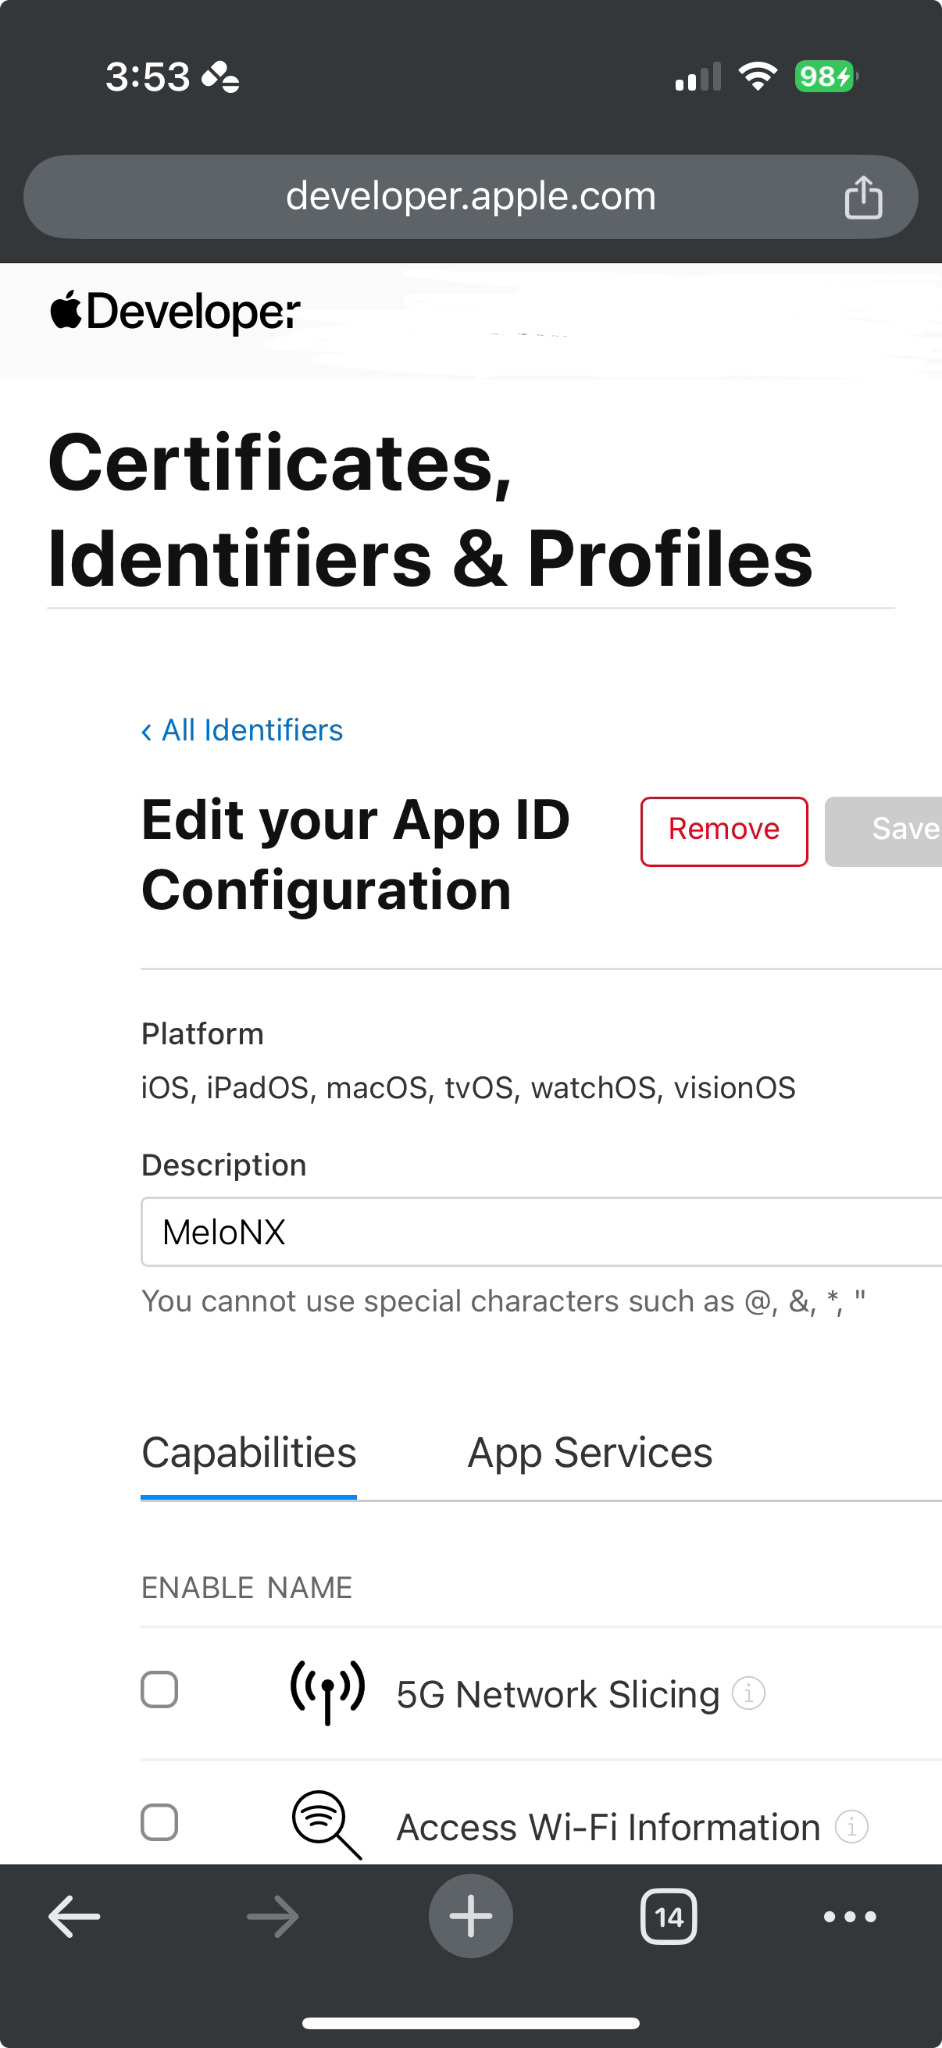 3:53
98
developer.apple.com
Developer
Certificates,
Identifiers & Profiles
‹ All Identifiers
Edit your App ID
Configuration
Remove
Save
Platform
iOS, iPadOS, macOS, tvOS, watchOS, visionOS
Description
MeloNX
You cannot use special characters such as @, &, *, "
Capabilities
App Services
ENABLE NAME
5G Network Slicing
Access Wi-Fi Information
14